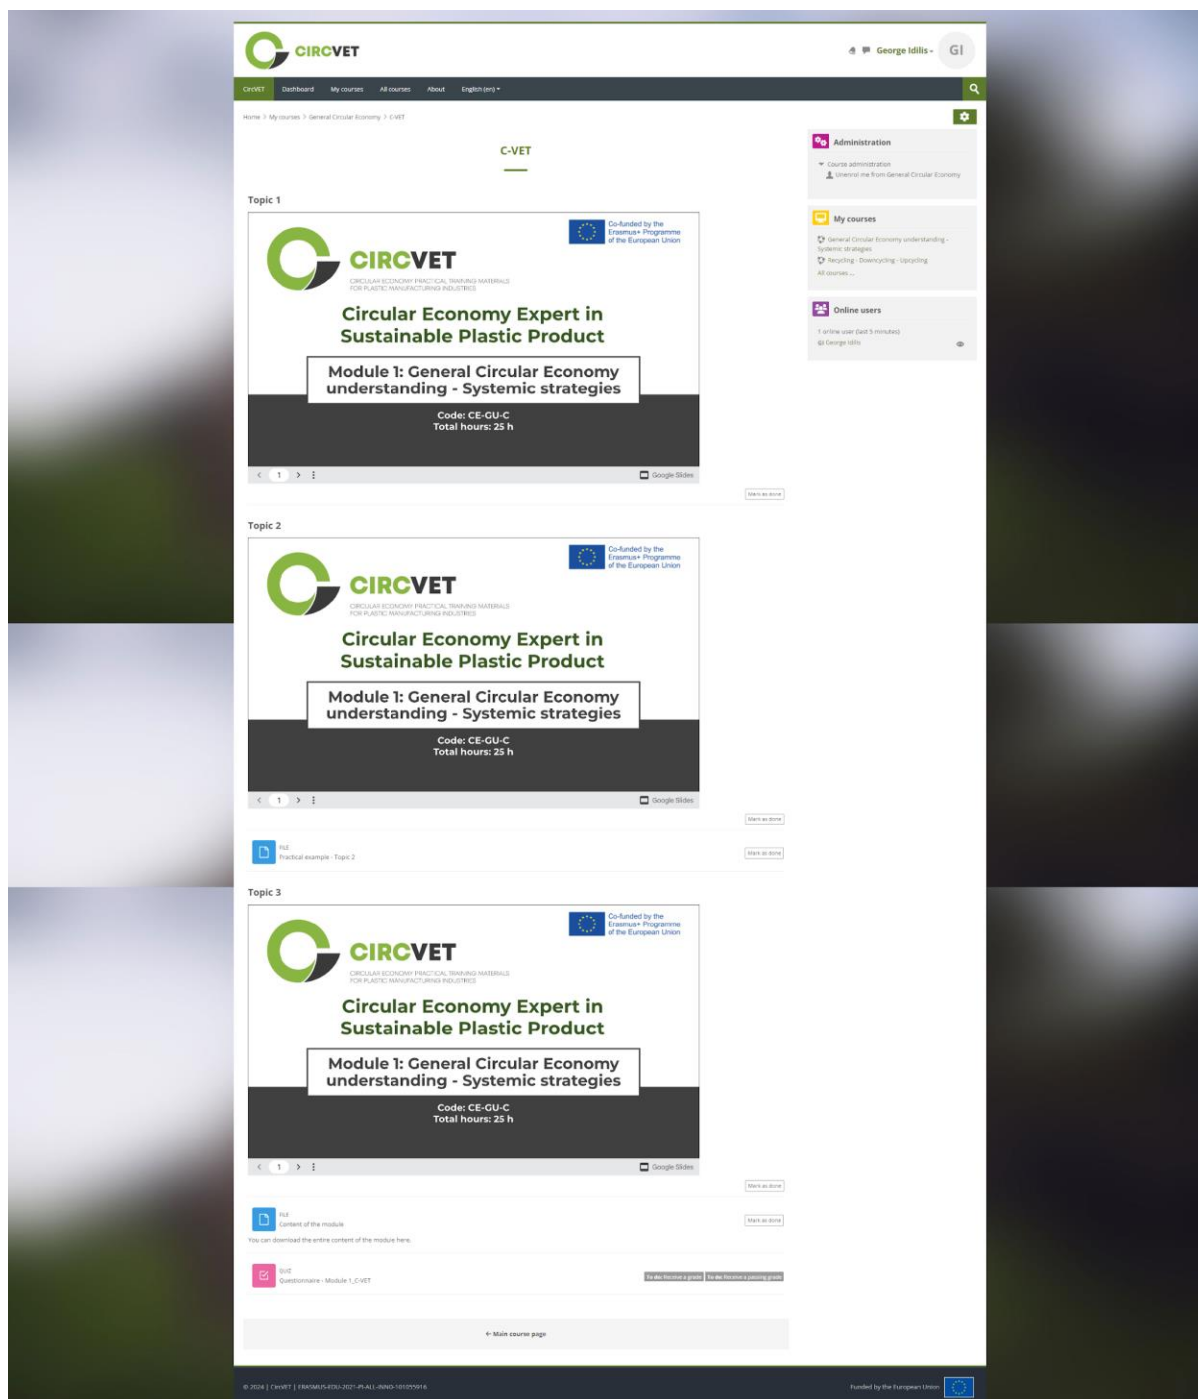 CIRCVET
George Idilis
GI
CircVET Dashboard My courses All courses About English (en)
Home > My courses > General Circular Economy > C-VET
C-VET
Topic 1
Co-funded by the
Erasmus+ Programme
of the European Union
CIRCVET
CIRCULAR ECONOMY PRACTICAL TRAINING MATERIALS
FOR PLASTIC MANUFACTURING INDUSTRIES
Circular Economy Expert in
Sustainable Plastic Product
Module 1: General Circular Economy
understanding - Systemic strategies
Code: CE-GU-C
Total hours: 25 h
1
Google Slides
Mark as done
Topic 2
Co-funded by the
Erasmus+ Programme
of the European Union
CIRCVET
CIRCULAR ECONOMY PRACTICAL TRAINING MATERIALS
FOR PLASTIC MANUFACTURING INDUSTRIES
Circular Economy Expert in
Sustainable Plastic Product
Module 1: General Circular Economy
understanding - Systemic strategies
Code: CE-GU-C
Total hours: 25 h
1
Google Slides
Mark as done
FILE
Practical example - Topic 2
Mark as done
Topic 3
Co-funded by the
Erasmus+ Programme
of the European Union
CIRCVET
CIRCULAR ECONOMY PRACTICAL TRAINING MATERIALS
FOR PLASTIC MANUFACTURING INDUSTRIES
Circular Economy Expert in
Sustainable Plastic Product
Module 1: General Circular Economy
understanding - Systemic strategies
Code: CE-GU-C
Total hours: 25 h
1
Google Slides
Mark as done
FILE
Content of the module
Mark as done
You can download the entire content of the module here.
QUIZ
Questionnaire - Module 1_C-VET
To do: Receive a grade To do: Receive a passing grade
← Main course page
Administration
Course administration
Unenrol me from General Circular Economy
My courses
General Circular Economy understanding -
Systemic strategies
Recycling - Downcycling - Upcycling
All courses ...
Online users
1 online user (last 5 minutes)
George Idilis
© 2024 | CircVET | ERASMUS-EDU-2021-PI-ALL-INNO-101055916
Funded by the European Union